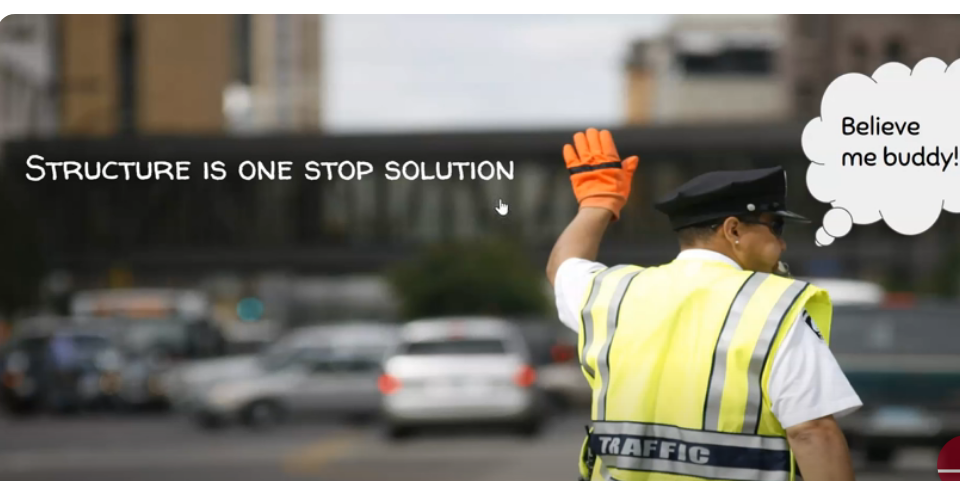 Structure is one stop solution
Believe
me buddy!
TRAFFIC